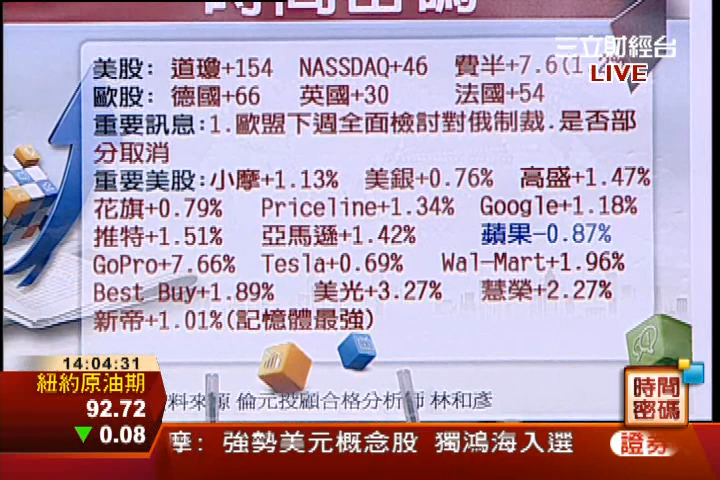 時間密碼
三立財經台
LIVE
美股: 道瓊+154 NASSDAQ+46 費半+7.6(1
歐股: 德國+66 英國+30 法國+54
重要訊息:1.歐盟下週全面檢討對俄制裁.是否部
分取消
重要美股:小摩+1.13% 美銀+0.76% 高盛+1.47%
花旗+0.79% Priceline+1.34% Google+1.18%
推特+1.51% 亞馬遜+1.42% 蘋果-0.87%
GoPro+7.66% Tesla+0.69% Wal-Mart+1.96%
Best Buy+1.89% 美光+3.27% 慧榮+2.27%
新帝+1.01%(記憶體最強)
料來源 倫元投顧合格分析師 林和彥
14:04:31
紐約原油期
92.72
▼0.08
時間
密碼
摩: 強勢美元概念股 獨鴻海入選
證券